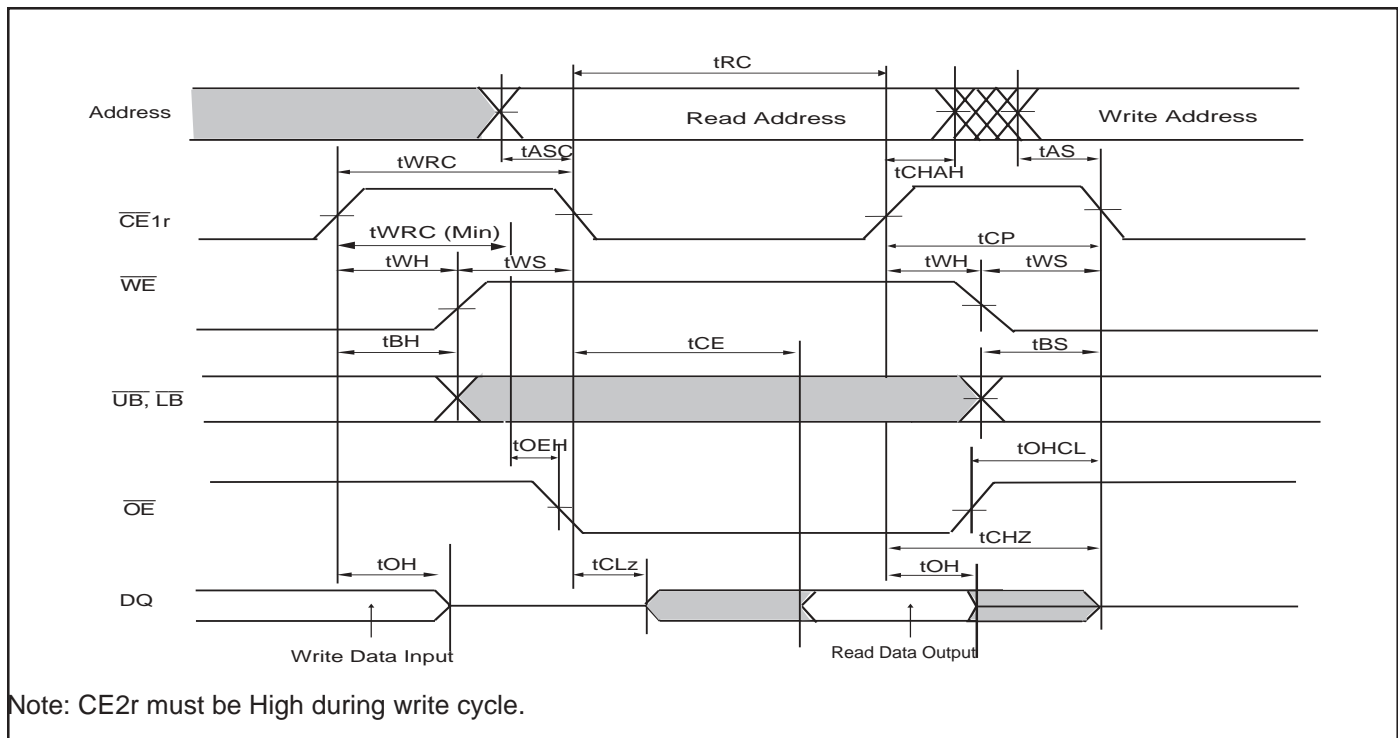 tRC
Address
Read Address
Write Address
tASC
tAS
tWRC
tCHAH
CE1r
tWRC (Min)
tCP
tWH
tWS
tWH
tWS
WE
tBH
tCE
tBS
UB, LB
tOEH
tOHCL
OE
tCHZ
tOH
tCLz
tOH
DQ
Write Data Input
Read Data Output
Note: CE2r must be High during write cycle.